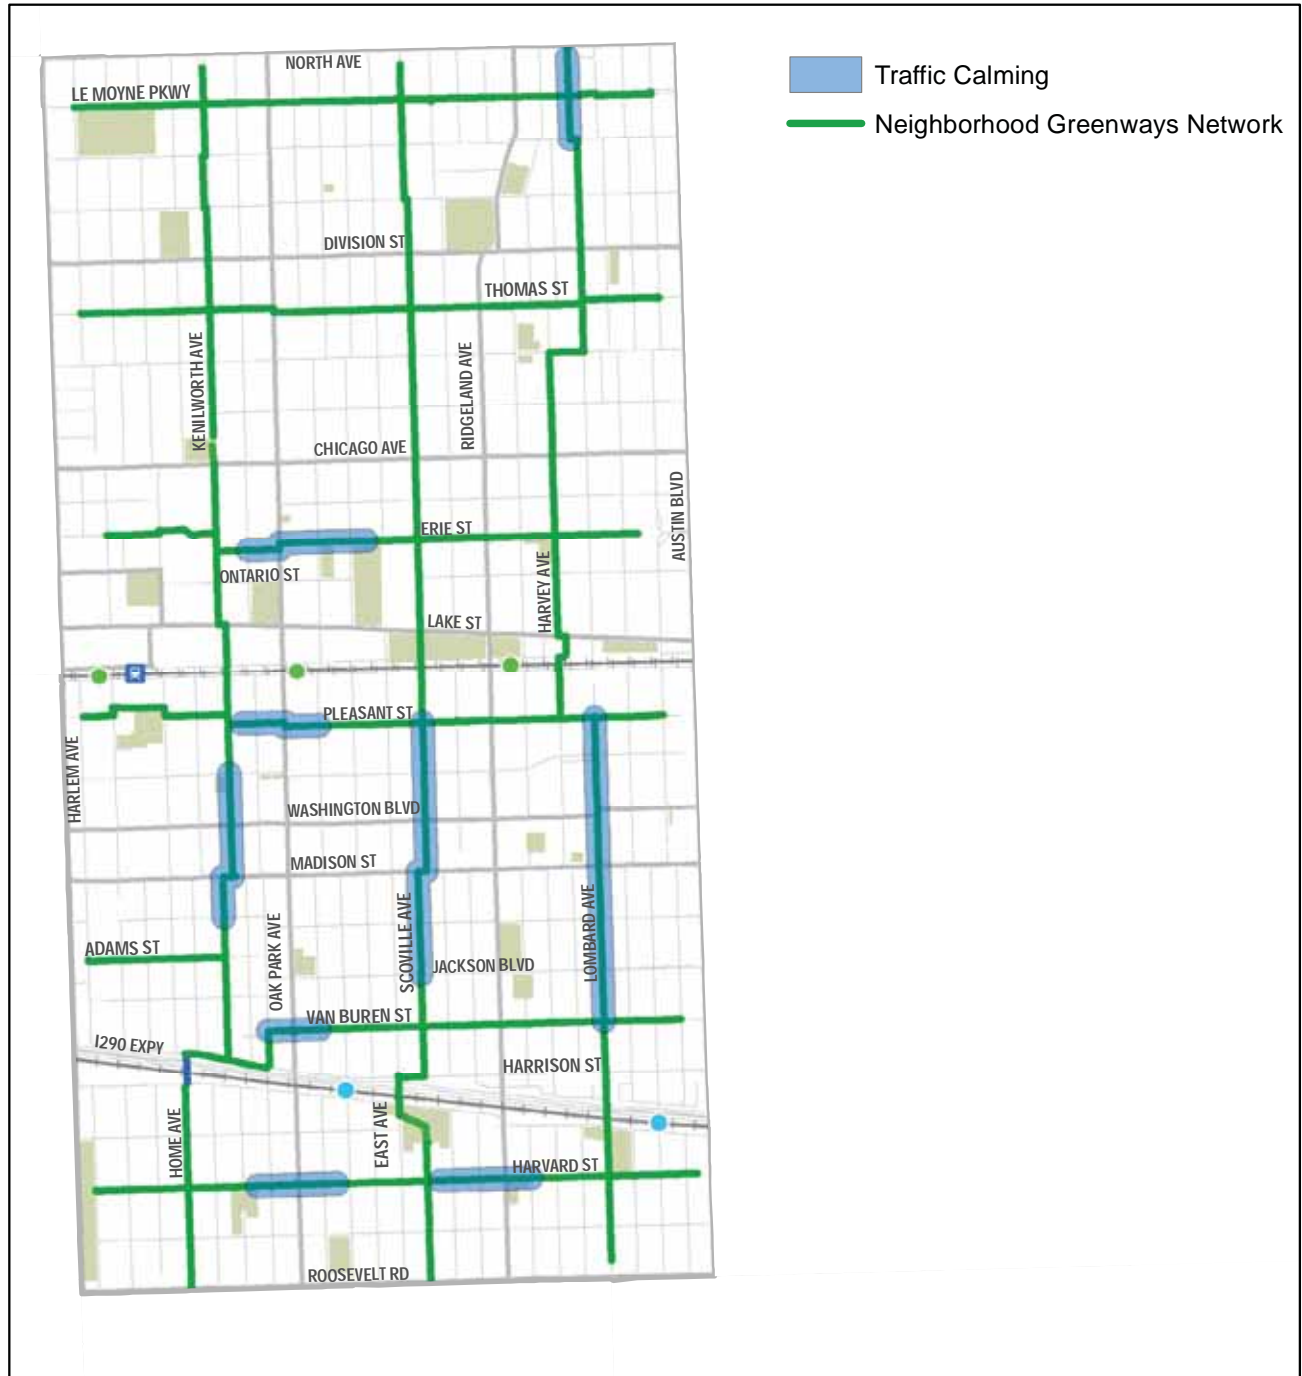 NORTH AVE
LE MOYNE PKWY
Traffic Calming
Neighborhood Greenways Network
DIVISION ST
THOMAS ST
KENILWORTH AVE
RIDGELAND AVE
CHICAGO AVE
AUSTIN BLVD
ERIE ST
ONTARIO ST
HARVEY AVE
LAKE ST
PLEASANT ST
HARLEM AVE
WASHINGTON BLVD
MADISON ST
SCOVILLE AVE
LOMBARD AVE
OAK PARK AVE
ADAMS ST
JACKSON BLVD
VAN BUREN ST
I290 EXPY
HARRISON ST
HOME AVE
EAST AVE
HARVARD ST
ROOSEVELT RD